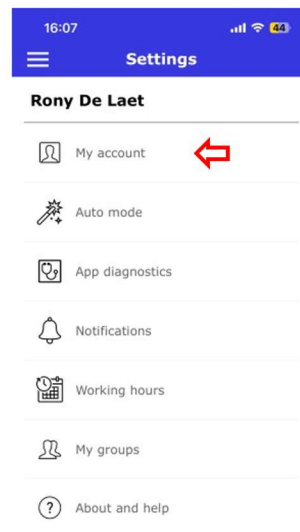 16:07
44
Settings
Rony De Laet
My account
Auto mode
App diagnostics
Notifications
Working hours
My groups
About and help